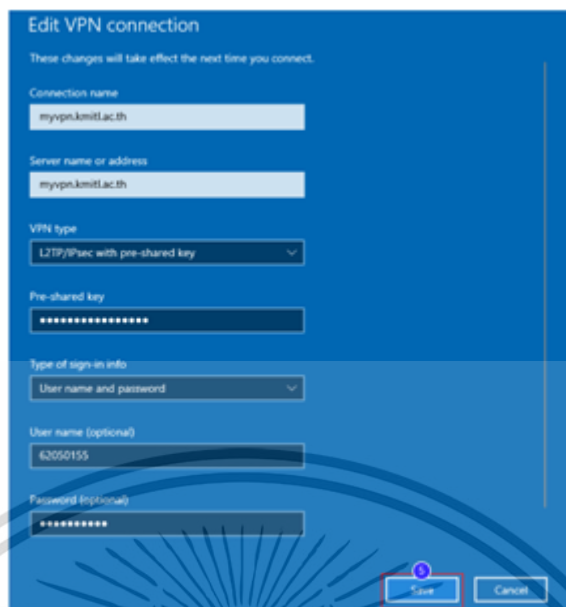 Edit VPN connection
These changes will take effect the next time you connect.
Connection name
myvpn.kmitl.ac.th
Server name or address
myvpn.kmitl.ac.th
VPN type
L2TP/IPsec with pre-shared key
Pre-shared key
••••••••••••••••
Type of sign-in info
User name and password
User name (optional)
62050155
Password (optional)
••••••••••
5
Save Cancel